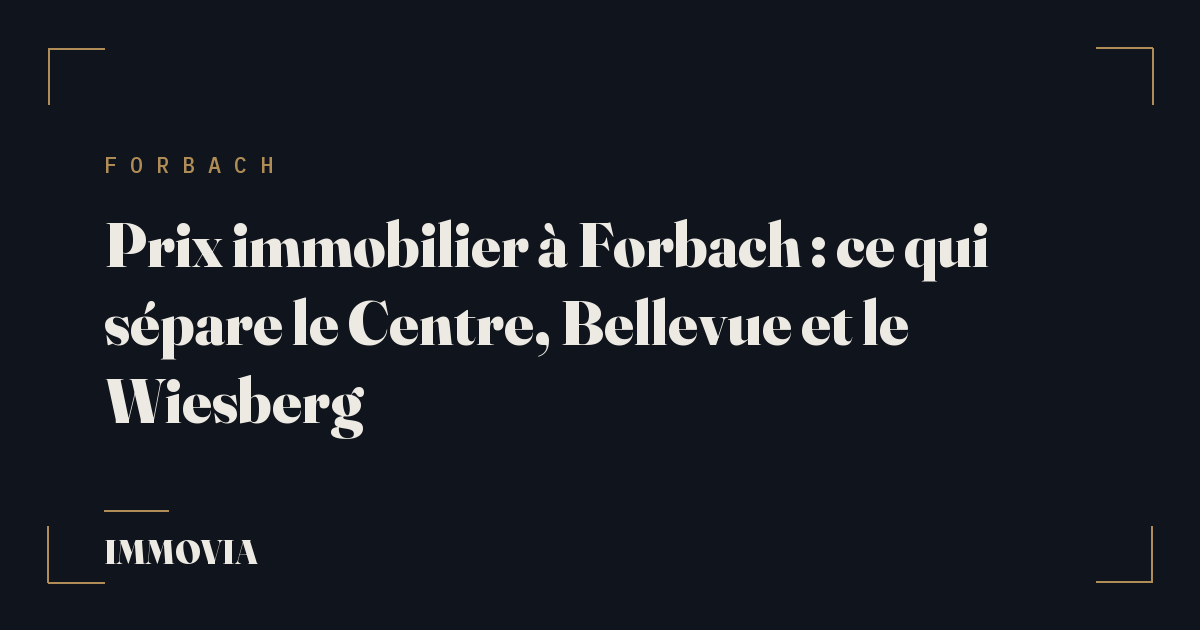 FORBACH
Prix immobilier à Forbach : ce qui
sépare le Centre, Bellevue et le
Wiesberg
IMMOVIA